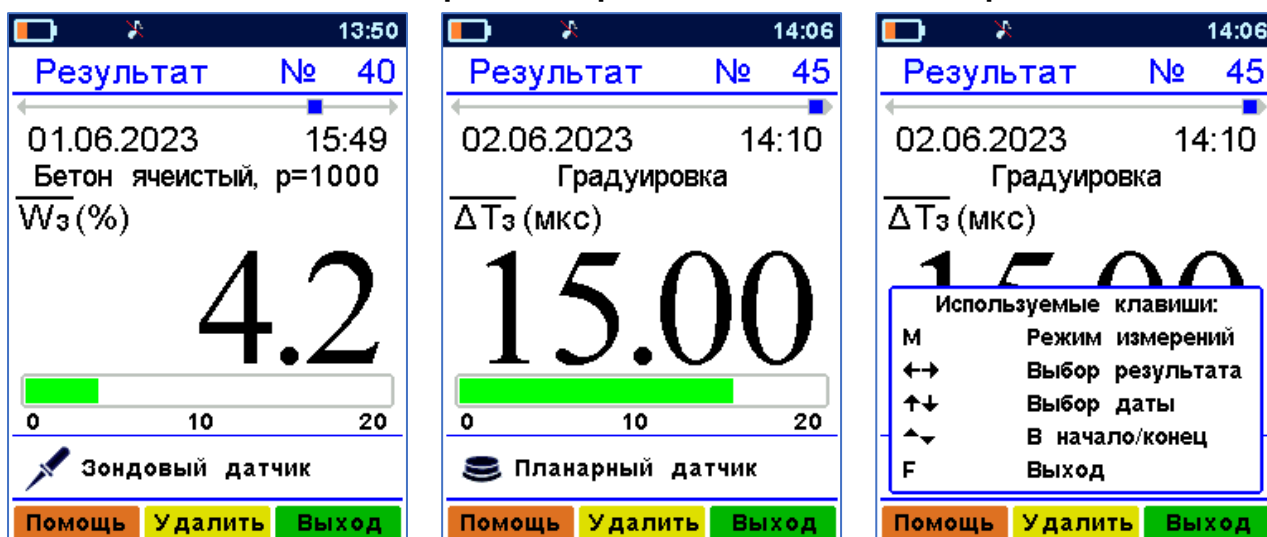 13:50
Результат № 40
01.06.2023 15:49
Бетон ячеистый, р=1000
W₃(%)
4.2
0 10 20
Зондовый датчик
Помощь Удалить Выход
14:06
Результат № 45
02.06.2023 14:10
Градуировка
ΔT₃(мкс)
15.00
0 10 20
Планарный датчик
Помощь Удалить Выход
14:06
Результат № 45
02.06.2023 14:10
Градуировка
ΔT₃(мкс)
15.00
Используемые клавиши:
М Режим измерений
←→ Выбор результата
↑↓ Выбор даты
▲▼ В начало/конец
F Выход
Помощь Удалить Выход